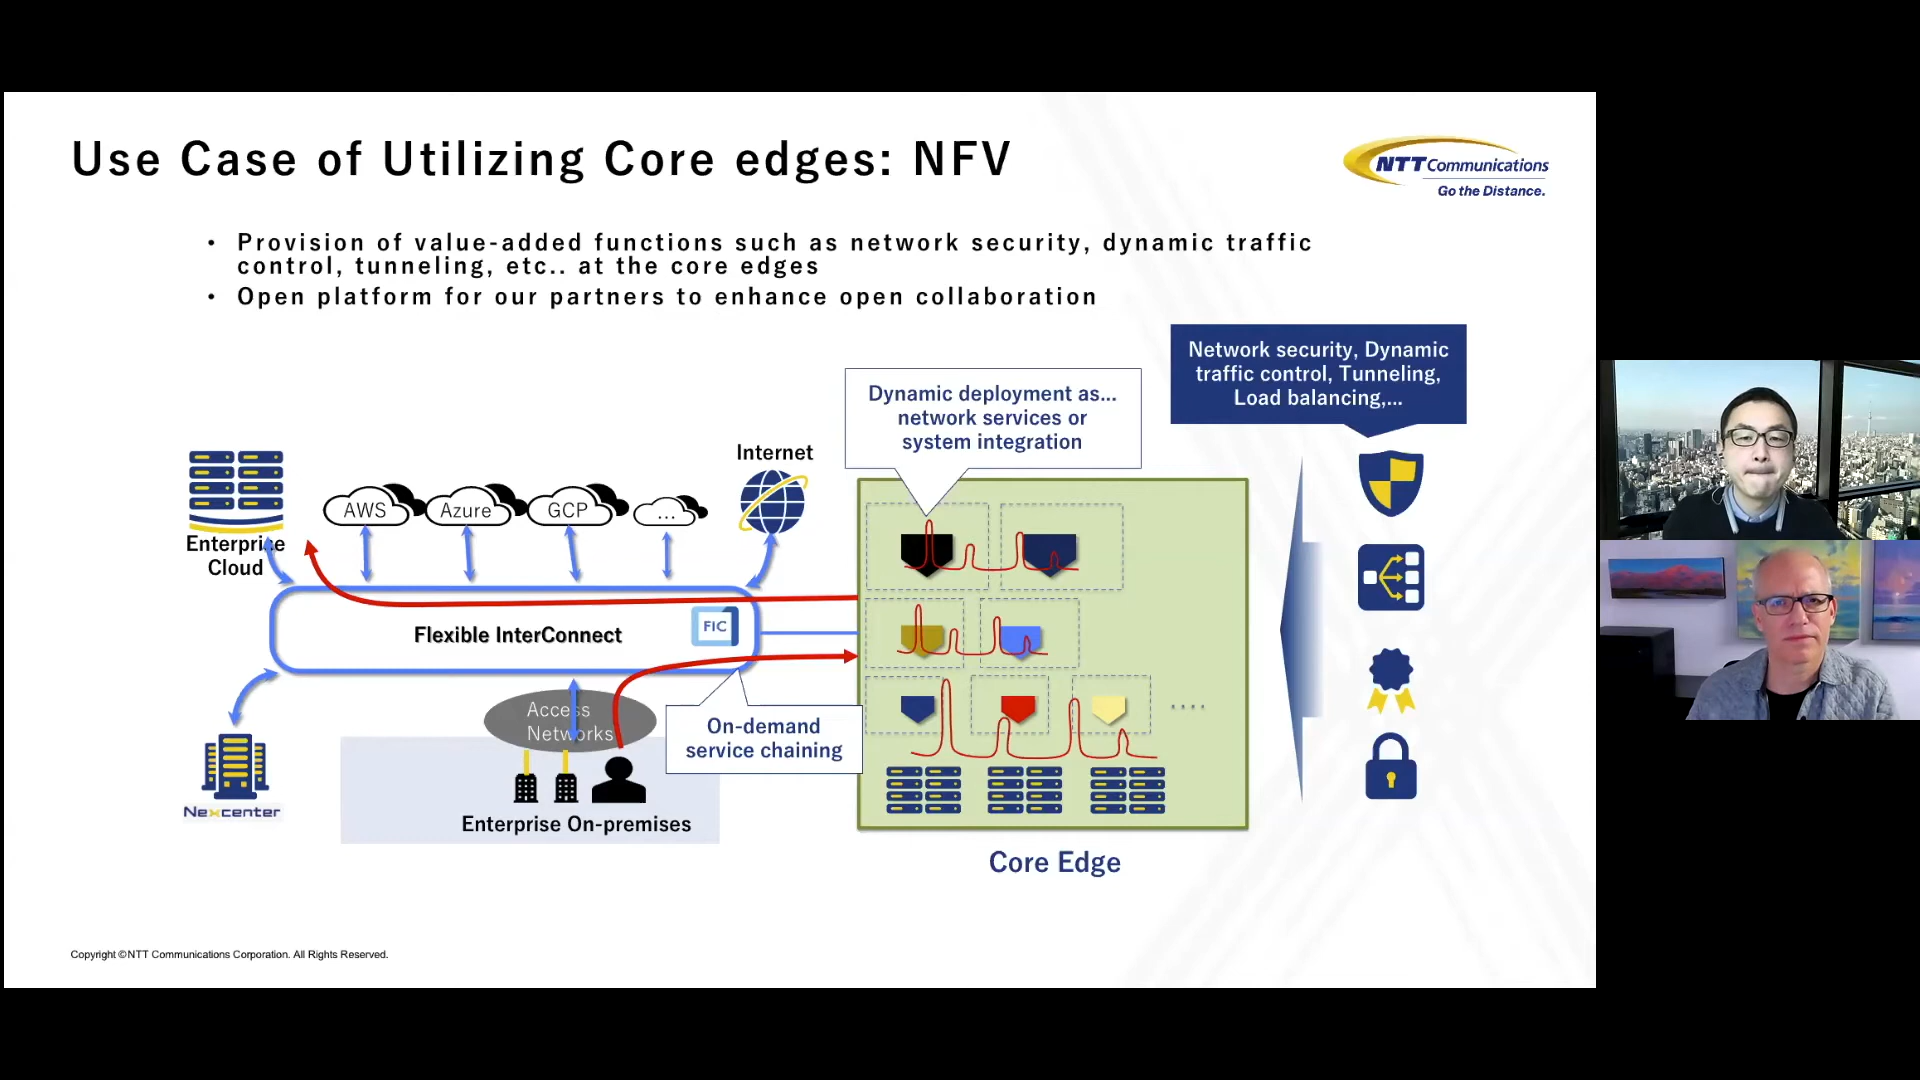 Use Case of Utilizing Core edges: NFV
NTT Communications
Go the Distance.
• Provision of value-added functions such as network security, dynamic traffic
control, tunneling, etc.. at the core edges
• Open platform for our partners to enhance open collaboration
Network security, Dynamic
traffic control, Tunneling,
Load balancing,...
Dynamic deployment as...
network services or
system integration
Internet
AWS
Azure
GCP
...
Enterprise
Cloud
Flexible InterConnect
FIC
Access
Networks
On-demand
service chaining
....
Nexcenter
Enterprise On-premises
Core Edge
Copyright ©NTT Communications Corporation. All Rights Reserved.